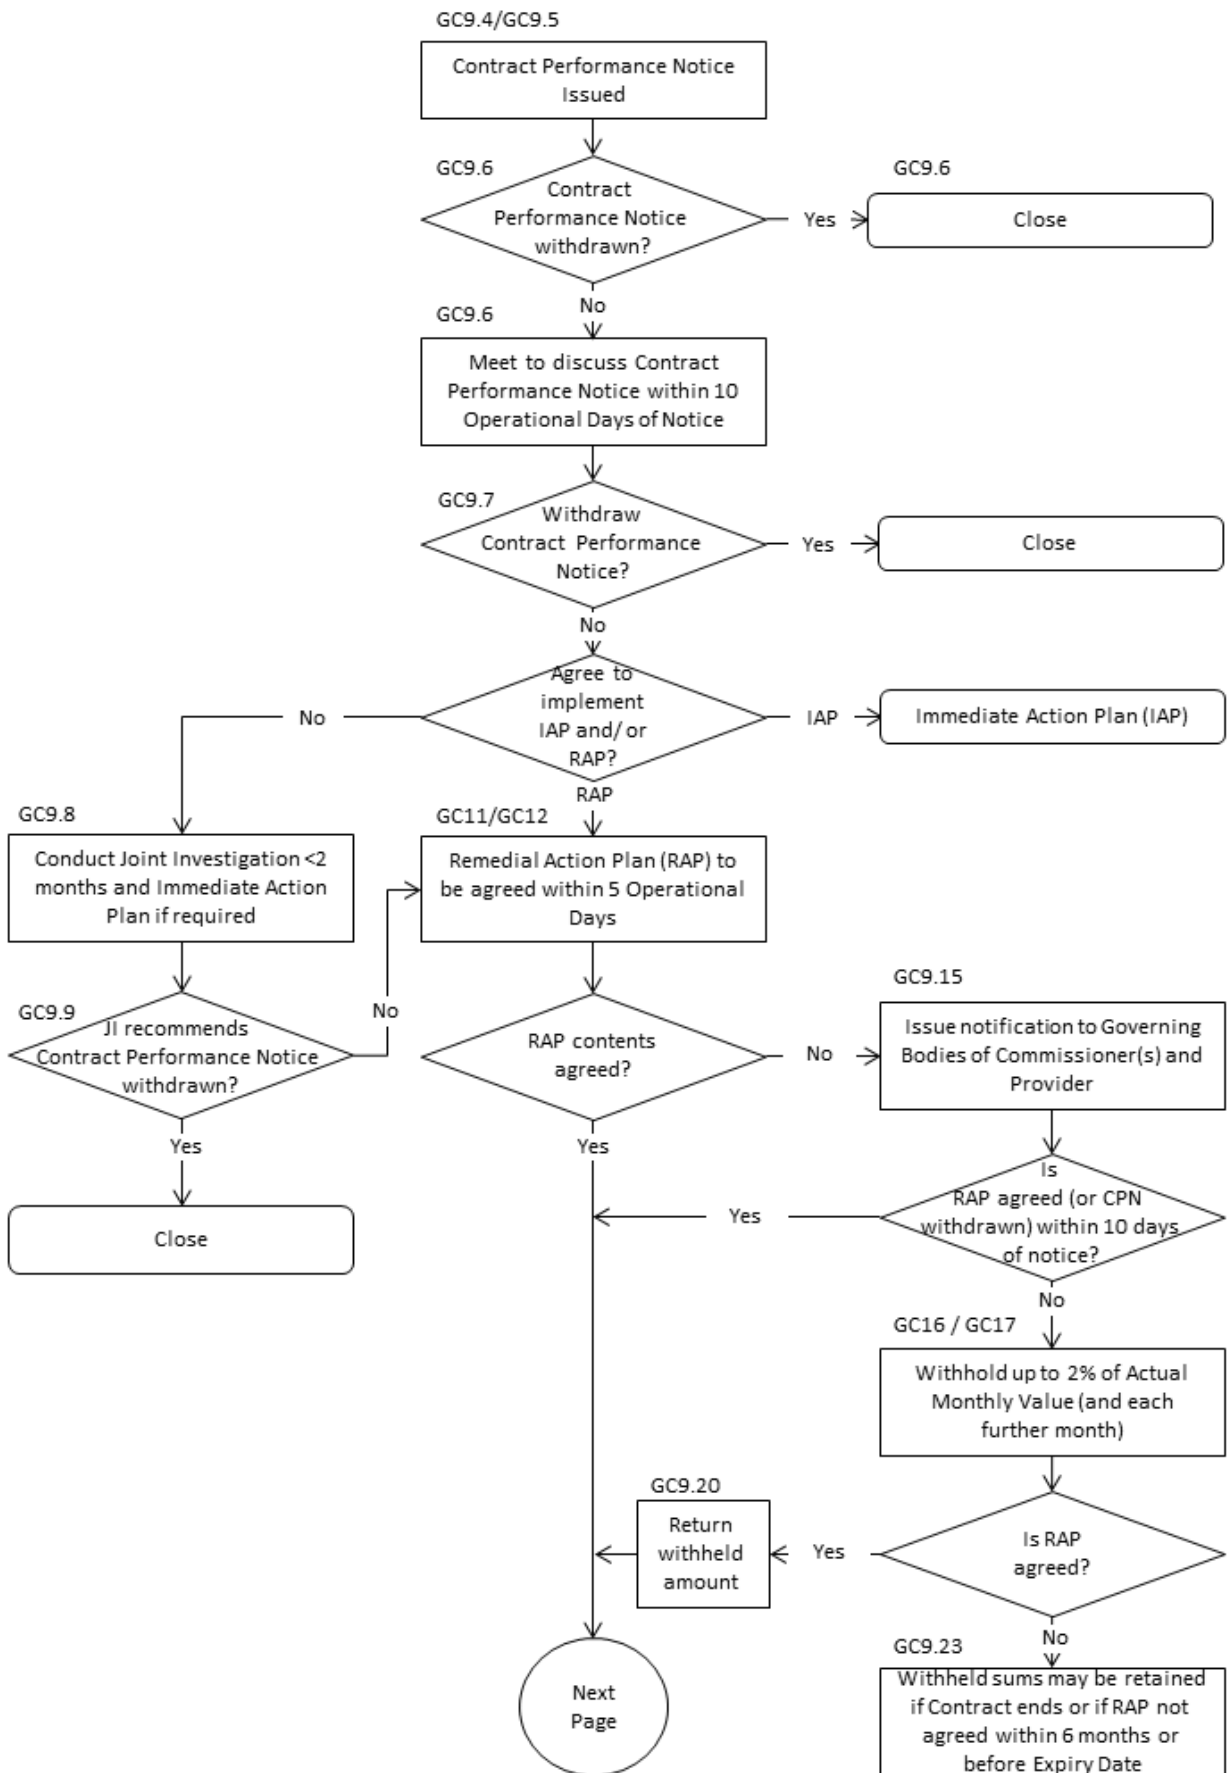 GC9.4/GC9.5
Contract Performance Notice
Issued
GC9.6
Contract
Performance Notice
withdrawn?
Yes
GC9.6
Close
No
GC9.6
Meet to discuss Contract
Performance Notice within 10
Operational Days of Notice
GC9.7
Withdraw
Contract Performance
Notice?
Yes
Close
No
Agree to
implement
IAP and/ or
RAP?
No
IAP
Immediate Action Plan (IAP)
RAP
GC9.8
Conduct Joint Investigation <2
months and Immediate Action
Plan if required
GC11/GC12
Remedial Action Plan (RAP) to
be agreed within 5 Operational
Days
GC9.9
JI recommends
Contract Performance Notice
withdrawn?
No
Yes
Close
RAP contents
agreed?
No
Yes
GC9.15
Issue notification to Governing
Bodies of Commissioner(s) and
Provider
Is
RAP agreed (or CPN
withdrawn) within 10 days
of notice?
Yes
No
GC16 / GC17
Withhold up to 2% of Actual
Monthly Value (and each
further month)
Is RAP
agreed?
Yes
GC9.20
Return
withheld
amount
No
GC9.23
Withheld sums may be retained
if Contract ends or if RAP not
agreed within 6 months or
before Expiry Date
Next
Page